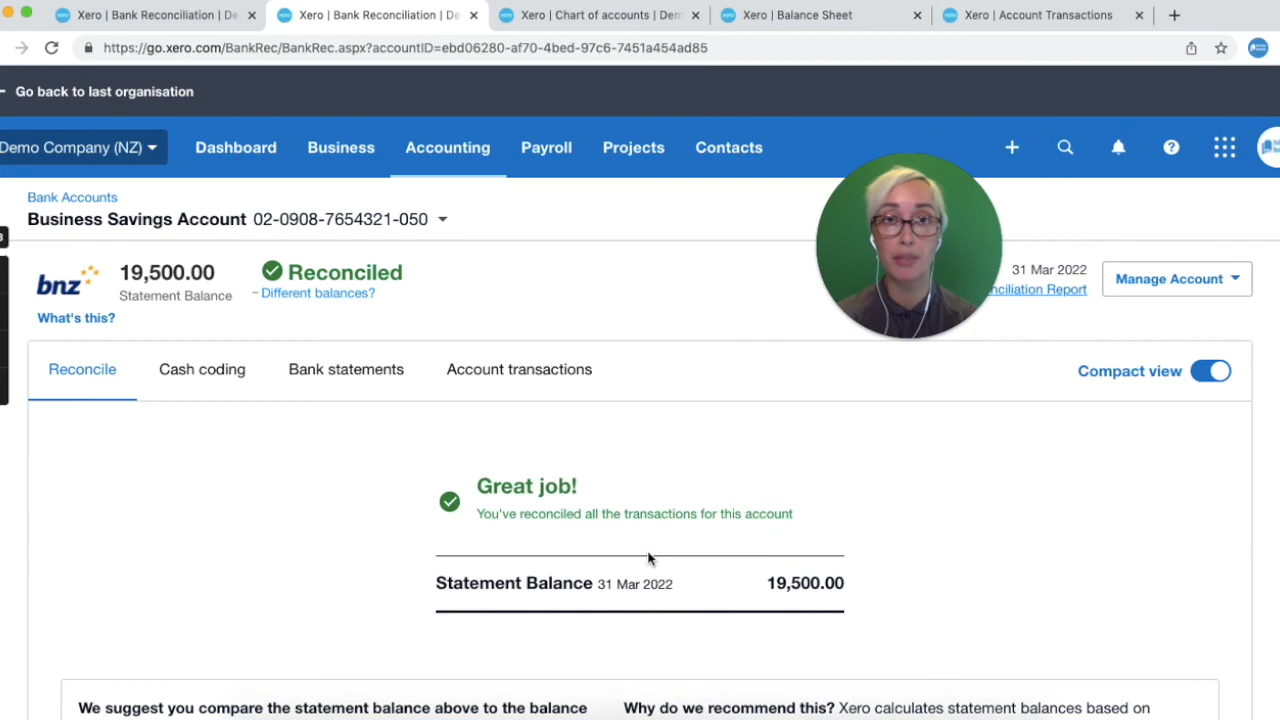 Xero | Bank Reconciliation | De
Xero | Bank Reconciliation | De
Xero | Chart of accounts | Dem
Xero | Balance Sheet
Xero | Account Transactions
https://go.xero.com/BankRec/BankRec.aspx?accountID=ebd06280-af70-4bed-97c6-7451a454ad85
Go back to last organisation
Demo Company (NZ)
Dashboard
Business
Accounting
Payroll
Projects
Contacts
Bank Accounts
Business Savings Account 02-0908-7654321-050
bnz
19,500.00
Statement Balance
Reconciled
Different balances?
31 Mar 2022
nciliation Report
Manage Account
What's this?
Reconcile
Cash coding
Bank statements
Account transactions
Compact view
Great job!
You've reconciled all the transactions for this account
Statement Balance 31 Mar 2022 19,500.00
We suggest you compare the statement balance above to the balance
Why do we recommend this? Xero calculates statement balances based on